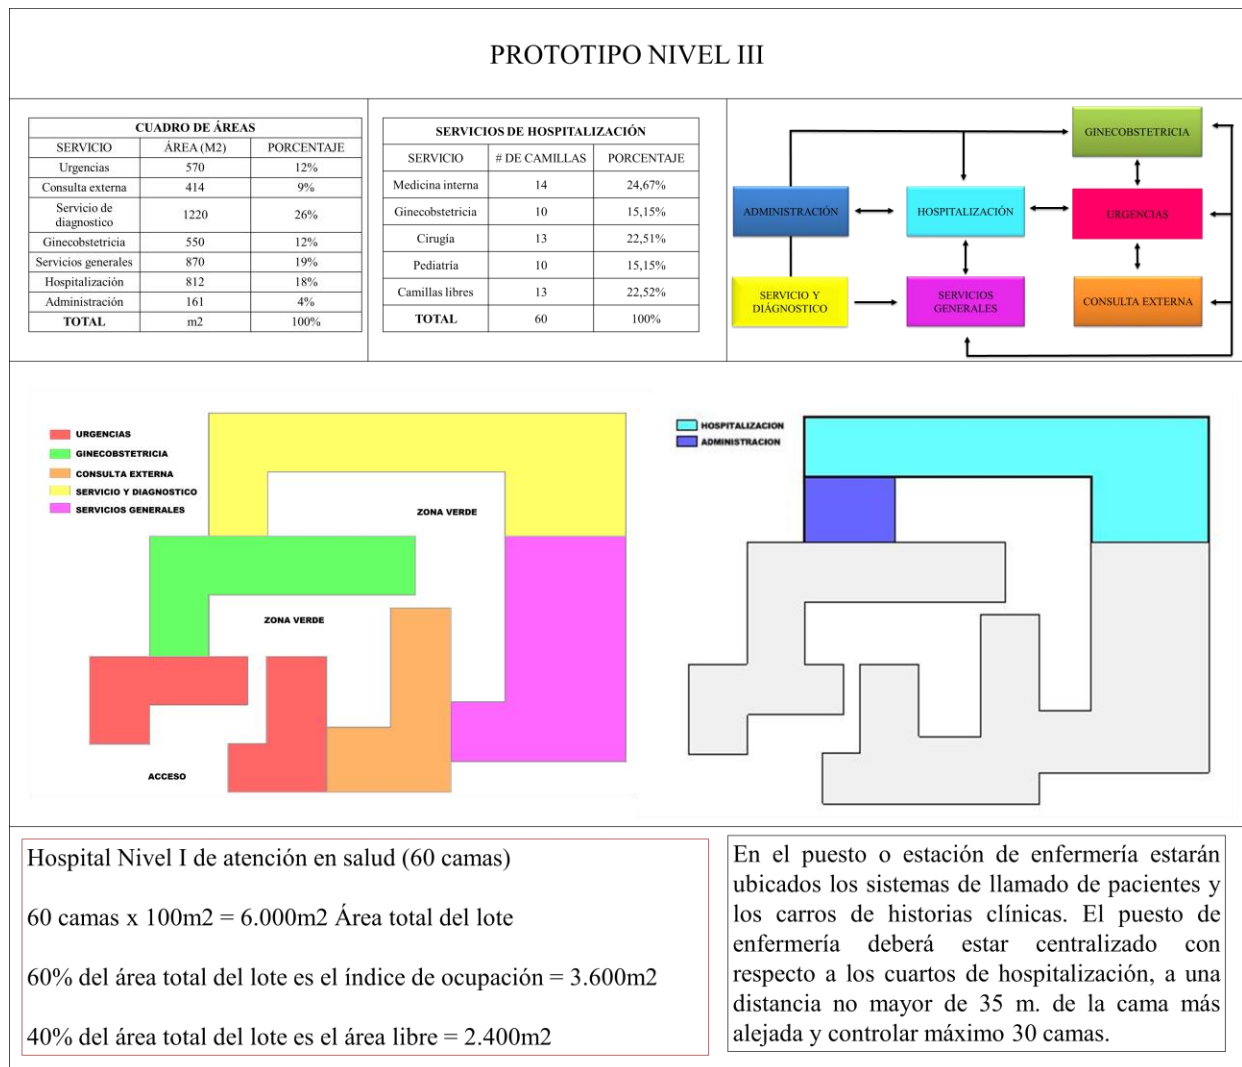 PROTOTIPO NIVEL III
CUADRO DE ÁREAS
SERVICIO ÁREA (M2) PORCENTAJE
Urgencias 570 12%
Consulta externa 414 9%
Servicio de
diagnostico 1220 26%
Ginecobstetricia 550 12%
Servicios generales 870 19%
Hospitalización 812 18%
Administración 161 4%
TOTAL m2 100%
SERVICIOS DE HOSPITALIZACIÓN
SERVICIO # DE CAMILLAS PORCENTAJE
Medicina interna 14 24,67%
Ginecobstetricia 10 15,15%
Cirugía 13 22,51%
Pediatría 10 15,15%
Camillas libres 13 22,52%
TOTAL 60 100%
GINECOBSTETRICIA
ADMINISTRACIÓN
HOSPITALIZACIÓN
URGENCIAS
SERVICIO Y
DIÁGNOSTICO
SERVICIOS
GENERALES
CONSULTA EXTERNA
URGENCIAS
GINECOBSTETRICIA
CONSULTA EXTERNA
SERVICIO Y DIAGNOSTICO
SERVICIOS GENERALES
ZONA VERDE
ZONA VERDE
ACCESO
HOSPITALIZACION
ADMINISTRACION
Hospital Nivel I de atención en salud (60 camas)
60 camas x 100m2 = 6.000m2 Área total del lote
60% del área total del lote es el índice de ocupación = 3.600m2
40% del área total del lote es el área libre = 2.400m2
En el puesto o estación de enfermería estarán
ubicados los sistemas de llamado de pacientes y
los carros de historias clínicas. El puesto de
enfermería deberá estar centralizado con
respecto a los cuartos de hospitalización, a una
distancia no mayor de 35 m. de la cama más
alejada y controlar máximo 30 camas.